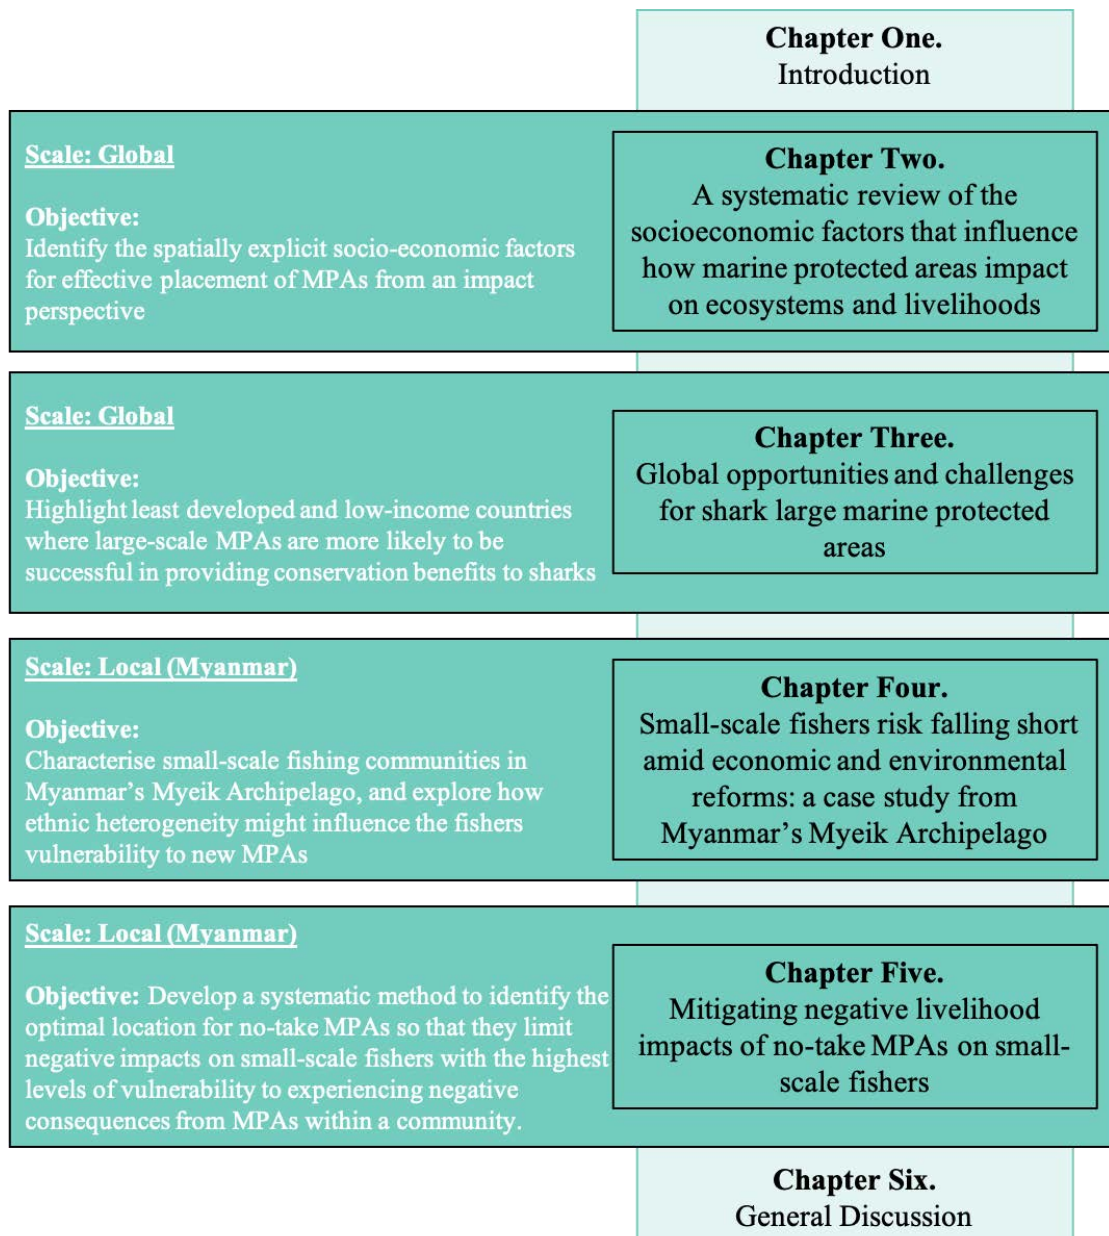 Chapter One.
Introduction
Scale: Global
Objective:
Identify the spatially explicit socio-economic factors
for effective placement of MPAs from an impact
perspective
Chapter Two.
A systematic review of the
socioeconomic factors that influence
how marine protected areas impact
on ecosystems and livelihoods
Scale: Global
Objective:
Highlight least developed and low-income countries
where large-scale MPAs are more likely to be
successful in providing conservation benefits to sharks
Chapter Three.
Global opportunities and challenges
for shark large marine protected
areas
Scale: Local (Myanmar)
Objective:
Characterise small-scale fishing communities in
Myanmar’s Myeik Archipelago, and explore how
ethnic heterogeneity might influence the fishers
vulnerability to new MPAs
Chapter Four.
Small-scale fishers risk falling short
amid economic and environmental
reforms: a case study from
Myanmar’s Myeik Archipelago
Scale: Local (Myanmar)
Objective: Develop a systematic method to identify the
optimal location for no-take MPAs so that they limit
negative impacts on small-scale fishers with the highest
levels of vulnerability to experiencing negative
consequences from MPAs within a community.
Chapter Five.
Mitigating negative livelihood
impacts of no-take MPAs on small-
scale fishers
Chapter Six.
General Discussion